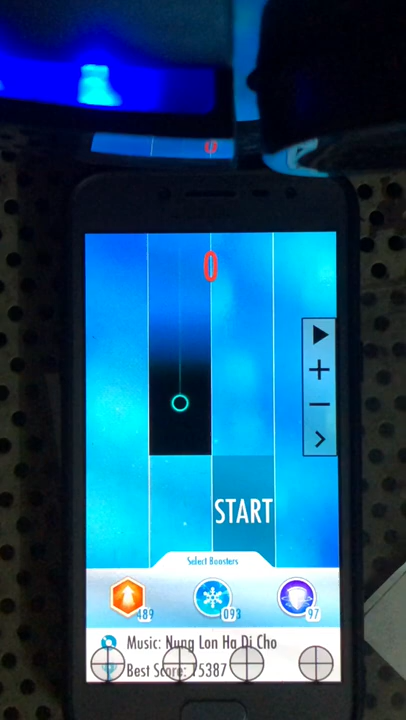 0
START
Select Boosters
489
093
97
Music: Nung Lon Ha Di Cho
Best Score: 75387